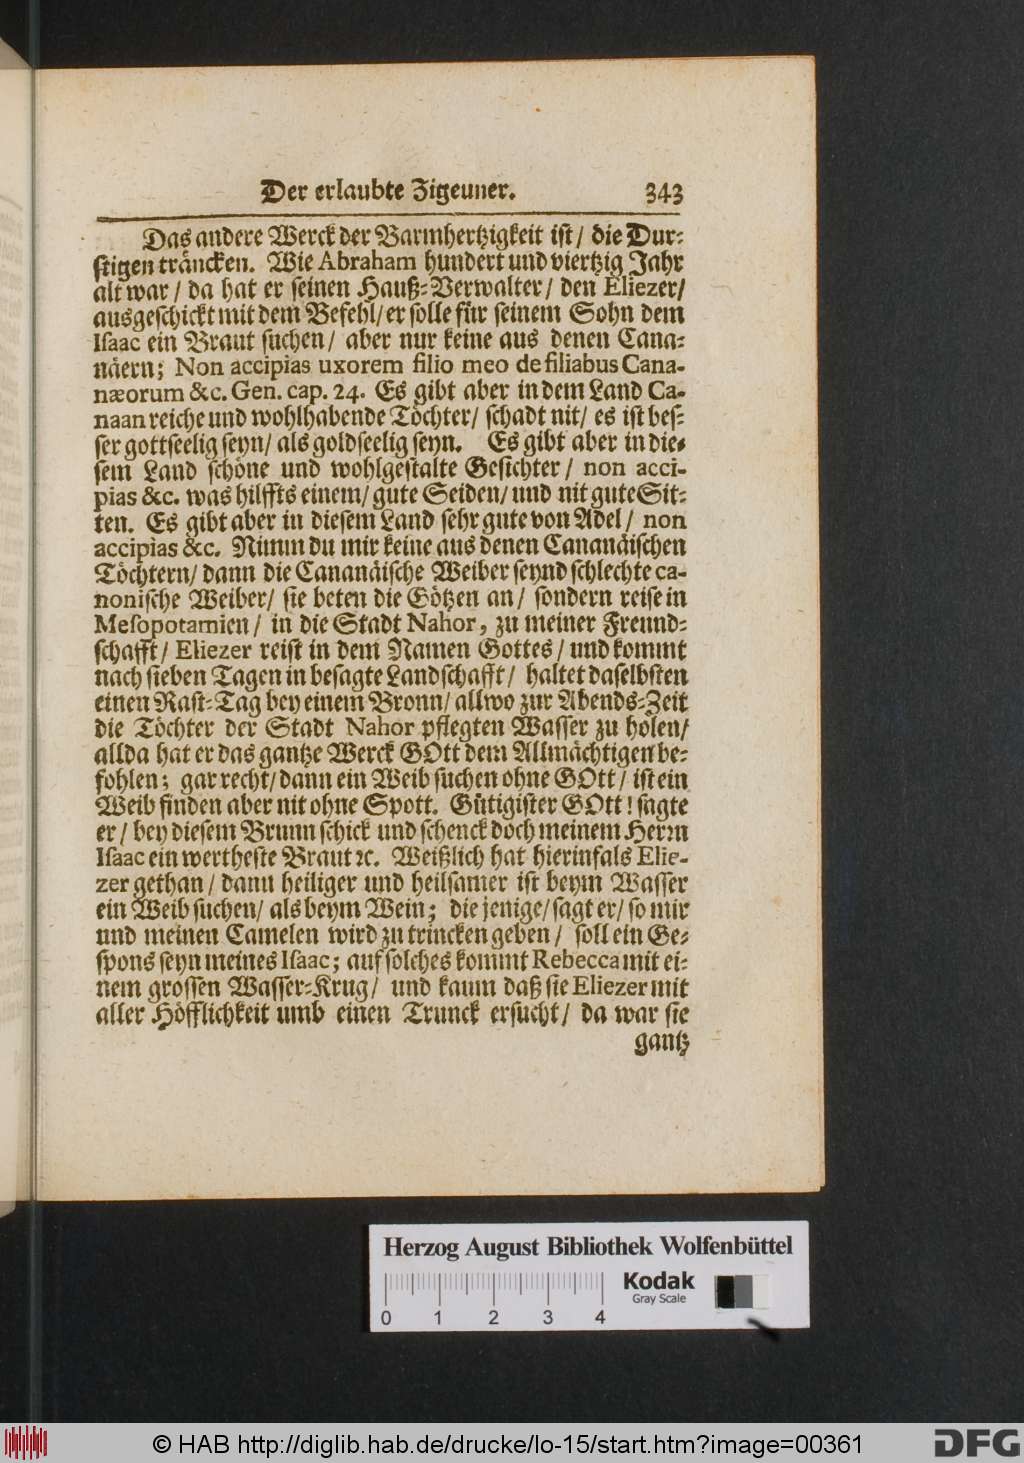 Der erlaubte Zigeuner. 343
Das andere Werck der Barmhertzigkeit ist/ die Dur-
stigen träncken. Wie Abraham hundert und viertzig Jahr
alt war/ da hat er seinen Hauß-Verwalter/ den Eliezer/
ausgeschickt mit dem Befehl/ er solle für seinem Sohn dem
Isaac ein Braut suchen/ aber nur keine aus denen Cana-
näern; Non accipias uxorem filio meo de filiabus Cana-
næorum &c. Gen. cap. 24. Es gibt aber in dem Land Ca-
naan reiche und wohlhabende Töchter/ schadt nit/ es ist bes-
ser gottseelig seyn/ als goldseelig seyn. Es gibt aber in die-
sem Land schöne und wohlgestalte Gesichter/ non acci-
pias &c. was hilffts einem/ gute Seiden/ und nit gute Sit-
ten. Es gibt aber in diesem Land sehr gute von Adel/ non
accipias &c. Nimm du mir keine aus denen Cananäischen
Töchtern/ dann die Cananäische Weiber seynd schlechte ca-
nonische Weiber/ sie beten die Götzen an/ sondern reise in
Mesopotamien/ in die Stadt Nahor, zu meiner Freund-
schafft/ Eliezer reist in dem Namen Gottes/ und kommt
nach sieben Tagen in besagte Landschafft/ haltet daselbsten
einen Rast-Tag bey einem Bronn/ allwo zur Abends-Zeit
die Töchter der Stadt Nahor pflegten Wasser zu holen/
allda hat er das gantze Werck GOtt dem Allmächtigen be-
fohlen; gar recht/ dann ein Weib suchen ohne GOtt/ ist ein
Weib finden aber nit ohne Spott. Gütigister GOtt! sagte
er/ bey diesem Brunn schick und schenck doch meinem Herrn
Isaac ein wertheste Braut ꝛc. Weißlich hat hierinfals Elie-
zer gethan/ dann heiliger und heilsamer ist beym Wasser
ein Weib suchen/ als beym Wein; die jenige/ sagt er/ so mir
und meinen Camelen wird zu trincken geben/ soll ein Ge-
spons seyn meines Isaac; auf solches kommt Rebecca mit ei-
nem grossen Wasser-Krug/ und kaum daß sie Eliezer mit
aller Höfflichkeit umb einen Trunck ersucht/ da war sie
gantz
Herzog August Bibliothek Wolfenbüttel
Kodak
Gray Scale
0 1 2 3 4
© HAB http://diglib.hab.de/drucke/lo-15/start.htm?image=00361
DFG